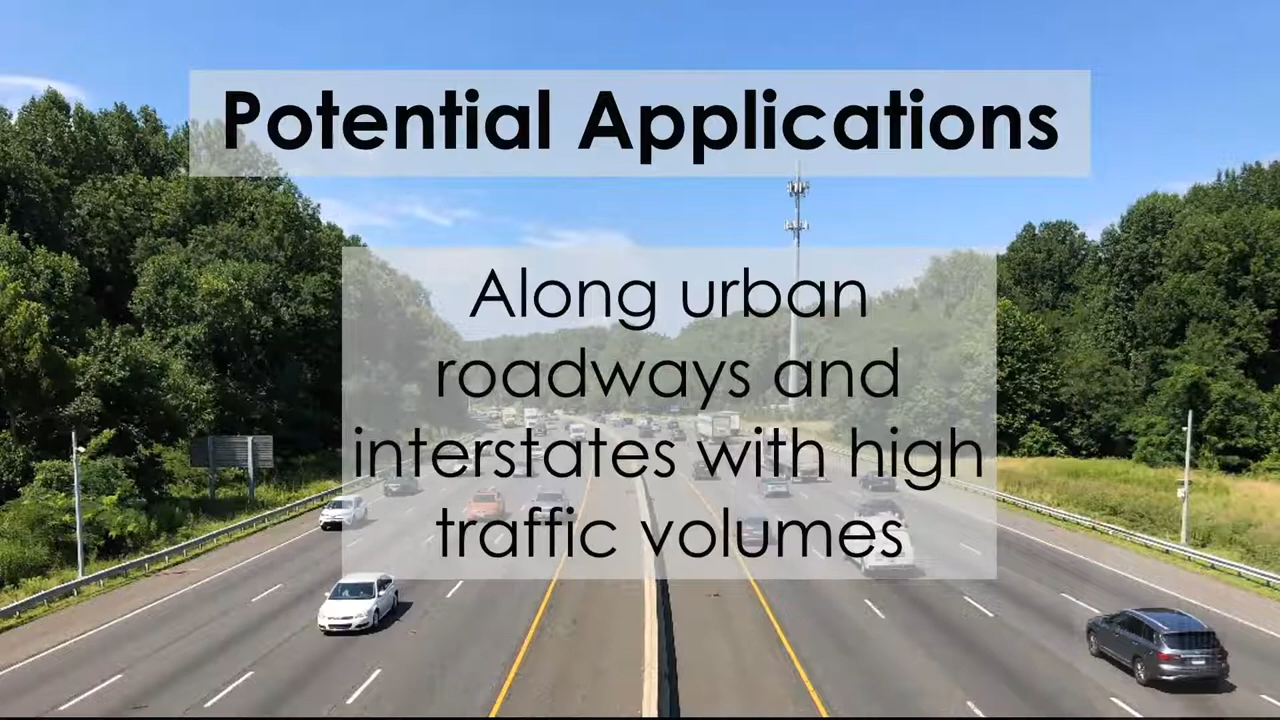 Potential Applications
Along urban
roadways and
interstates with high
traffic volumes